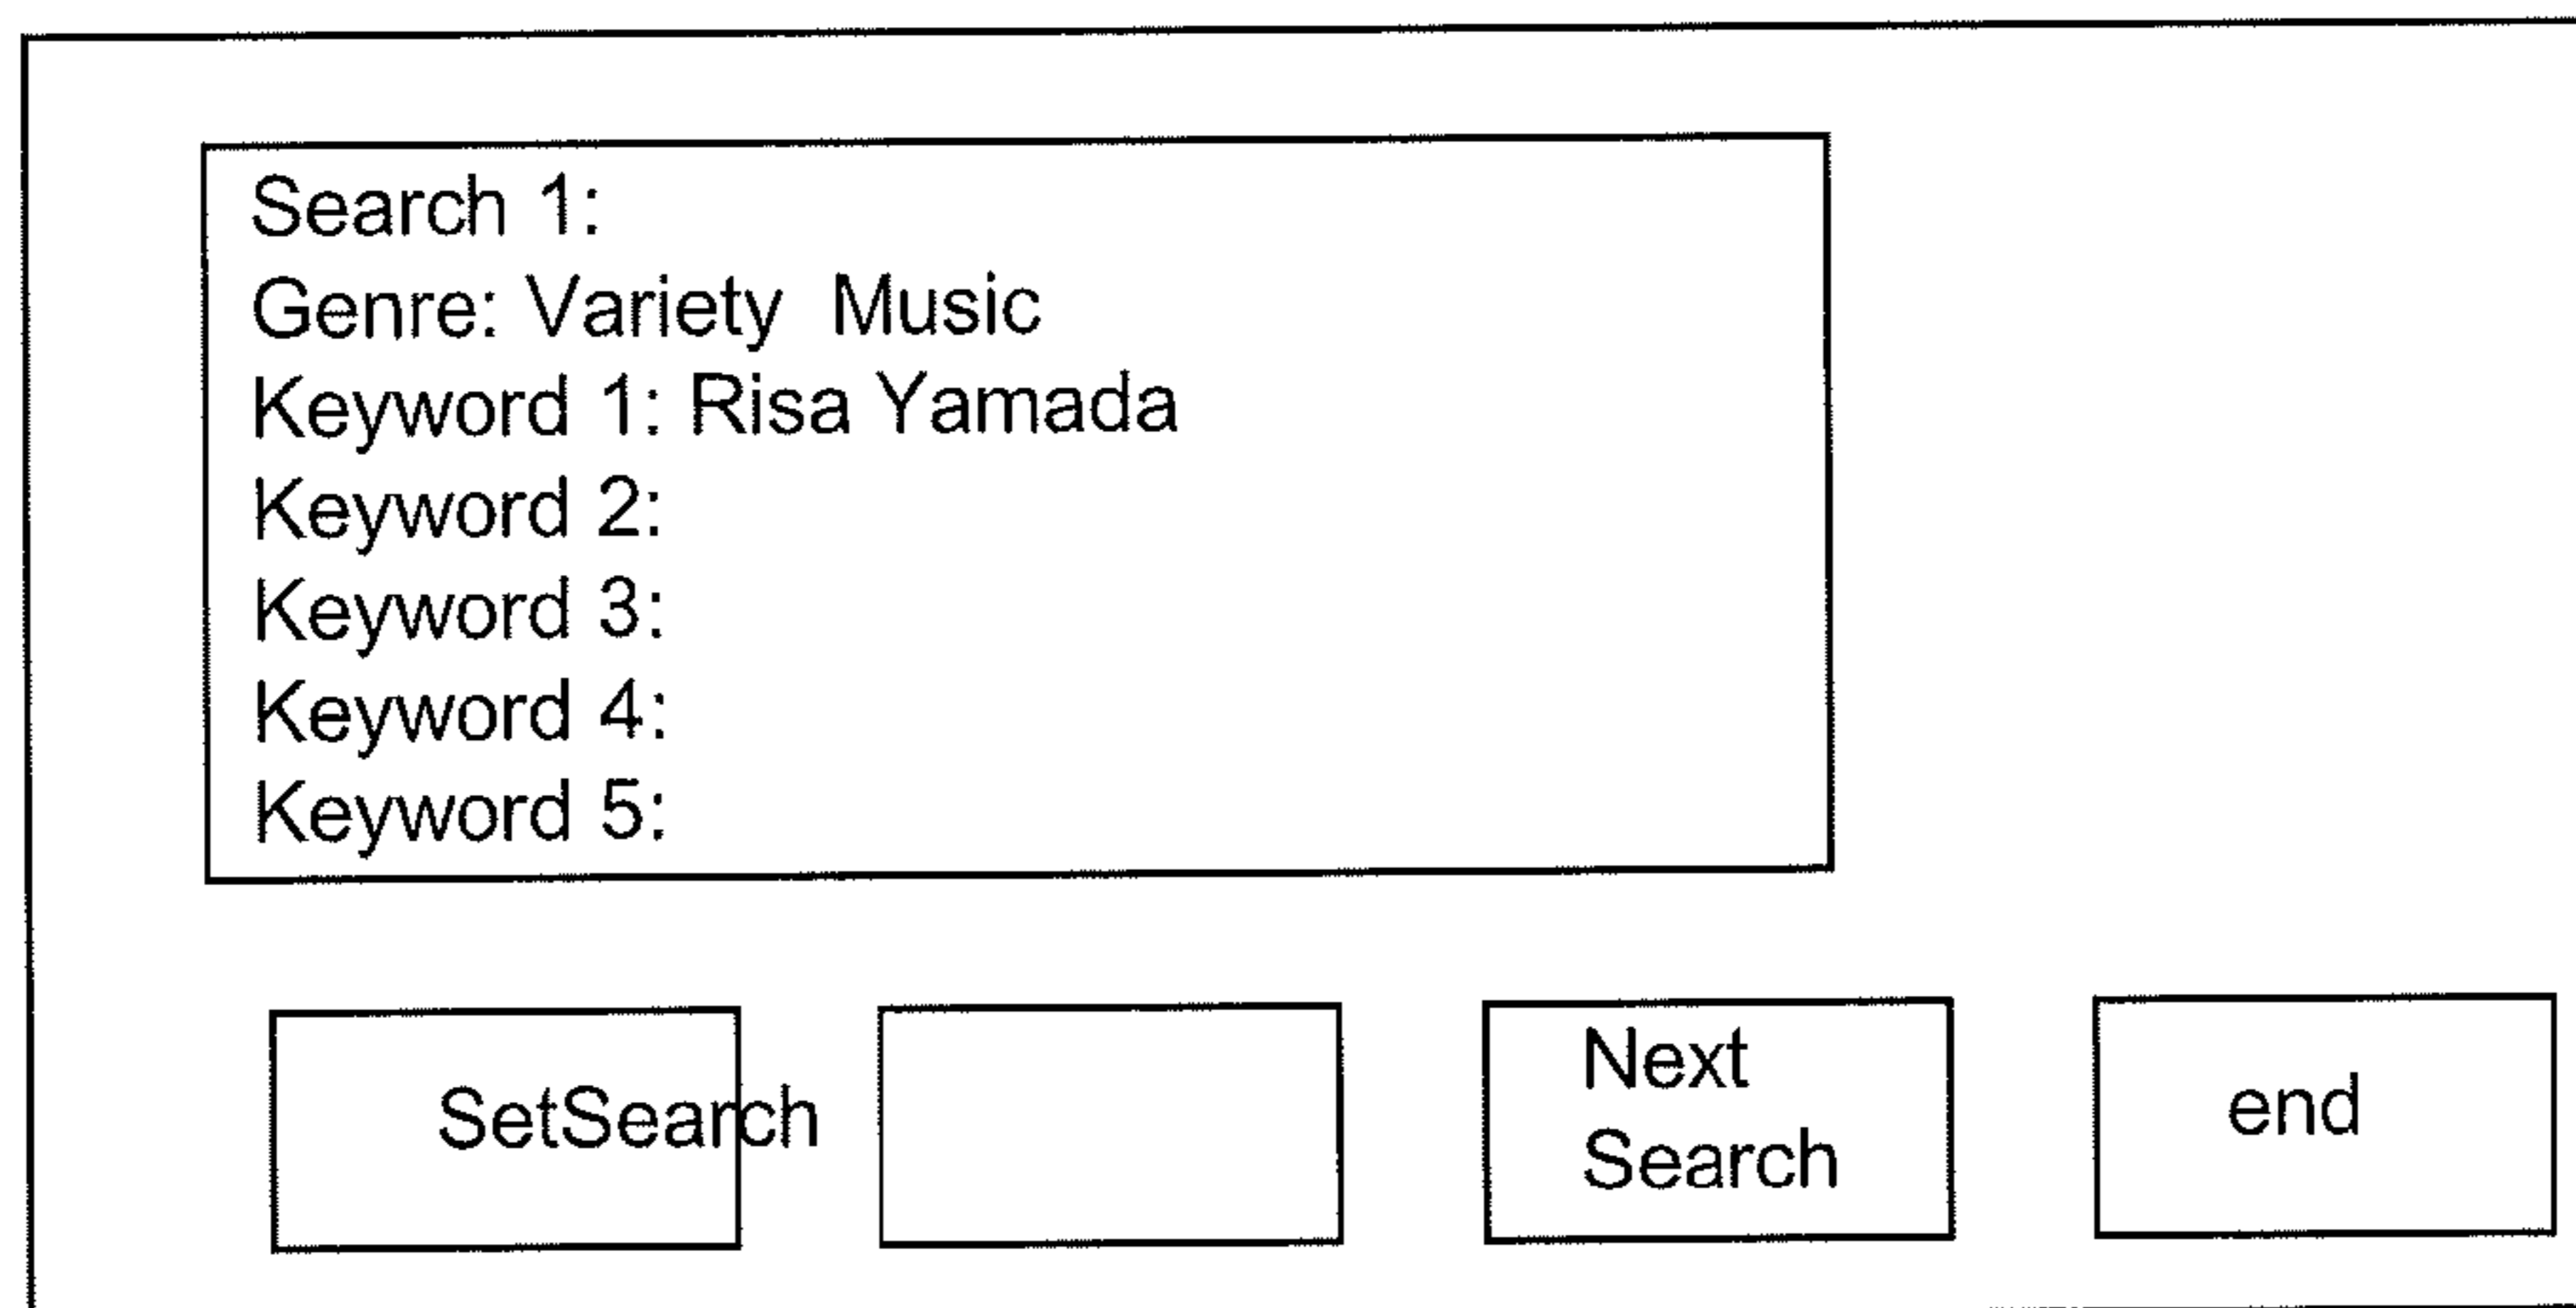 Search 1:
Genre: Variety  Music
Keyword 1: Risa Yamada
Keyword 2:
Keyword 3:
Keyword 4:
Keyword 5:
SetSearch
Next
Search
end